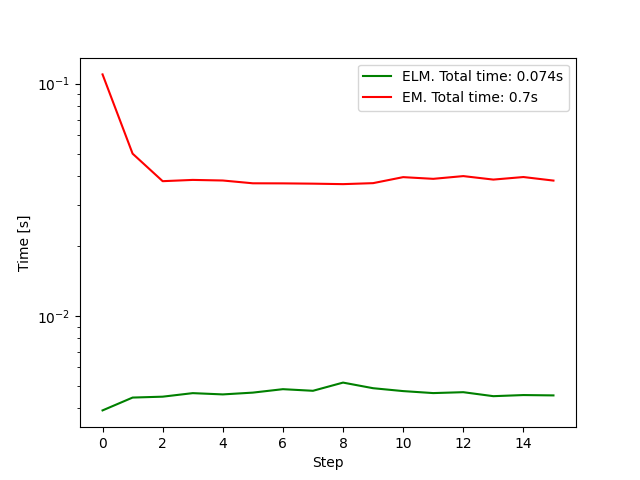 ELM. Total time: 0.074s
EM. Total time: 0.7s
10⁻¹
10⁻²
Time [s]
0 2 4 6 8 10 12 14
Step